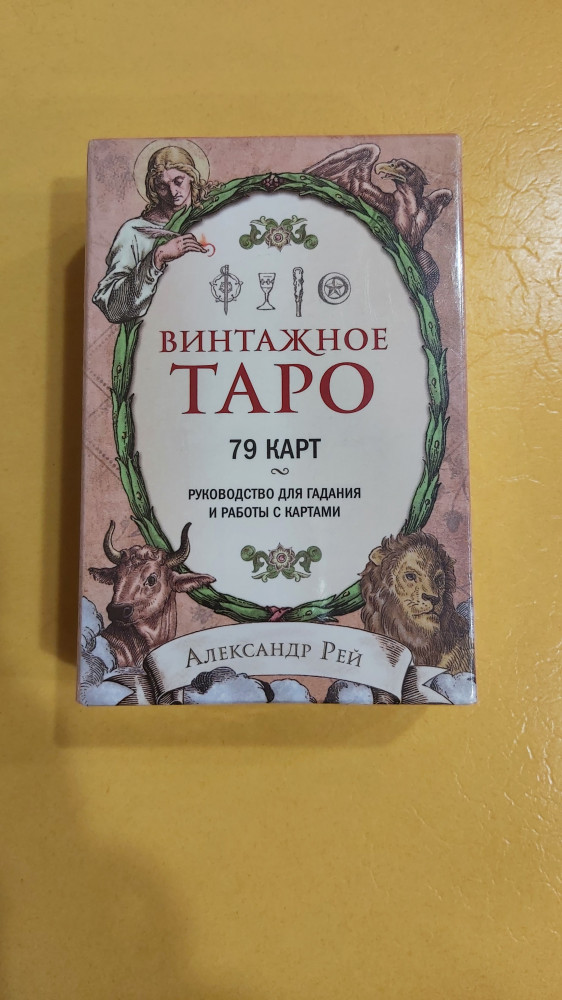 ВИНТАЖНОЕ
ТАРО
79 КАРТ
РУКОВОДСТВО ДЛЯ ГАДАНИЯ
И РАБОТЫ С КАРТАМИ
АЛЕКСАНДР РЕЙ